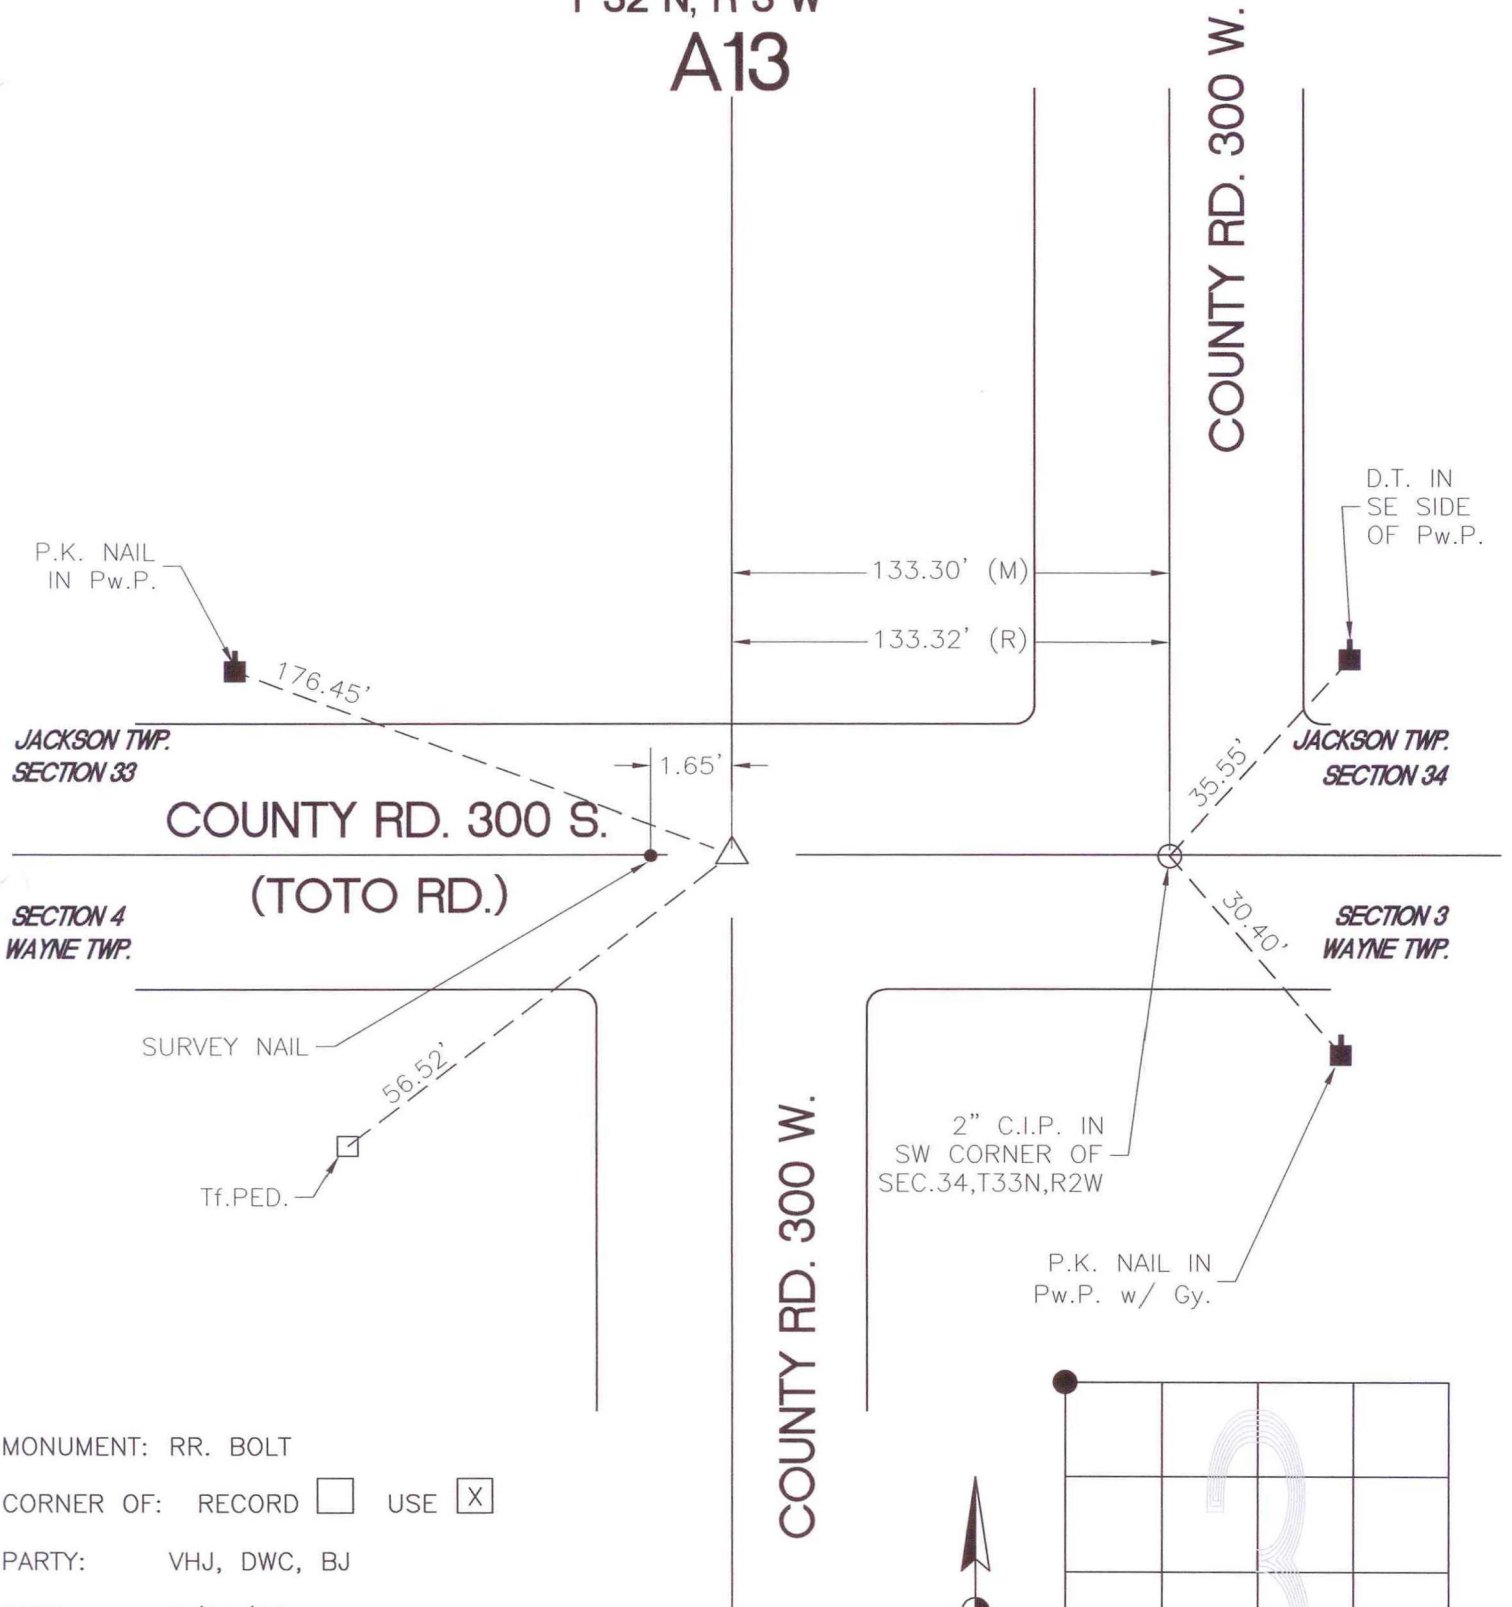 T 32 N, R 3 W
A13
COUNTY RD. 300 W.
D.T. IN
SE SIDE
OF Pw.P.
P.K. NAIL
IN Pw.P.
133.30' (M)
133.32' (R)
176.45'
JACKSON TWP.
SECTION 33
1.65'
35.55'
JACKSON TWP.
SECTION 34
COUNTY RD. 300 S.
(TOTO RD.)
SECTION 4
WAYNE TWP.
30.40'
SECTION 3
WAYNE TWP.
SURVEY NAIL
56.52'
2" C.I.P. IN
SW CORNER OF
SEC.34,T33N,R2W
Tf.PED.
COUNTY RD. 300 W.
P.K. NAIL IN
Pw.P. w/ Gy.
MONUMENT: RR. BOLT
CORNER OF: RECORD USE X
PARTY: VHJ, DWC, BJ
3